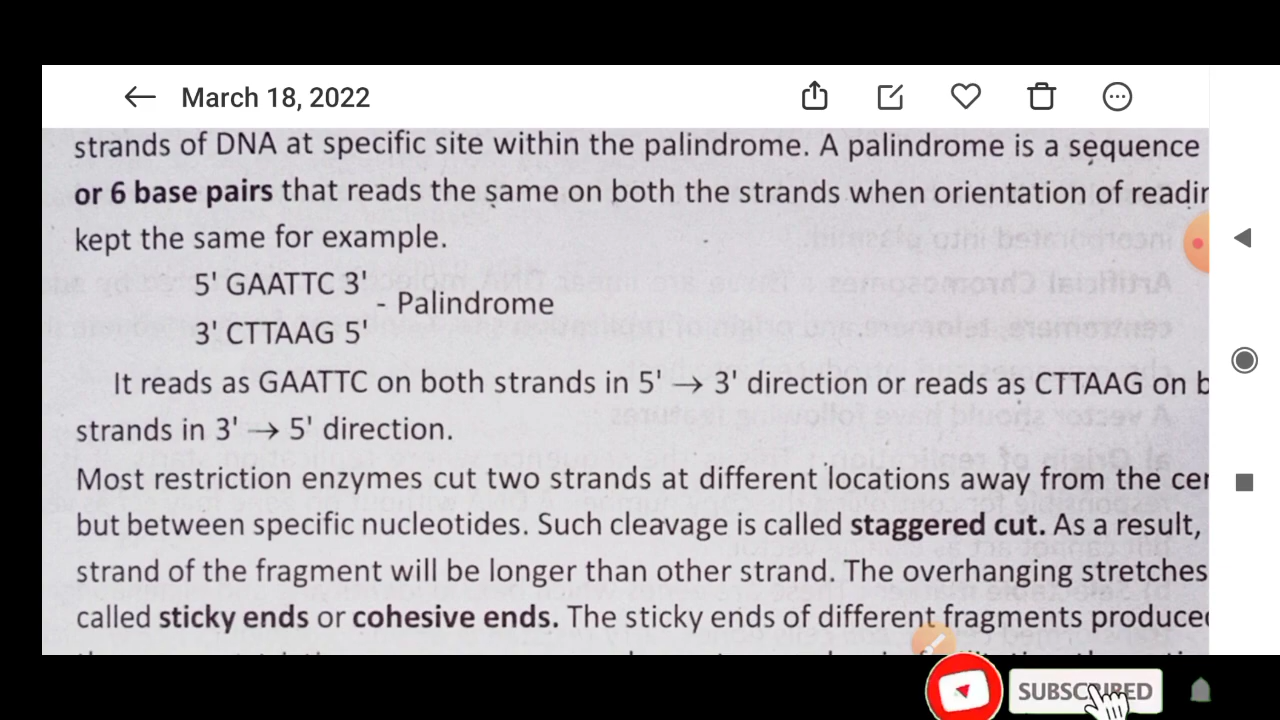 March 18, 2022
strands of DNA at specific site within the palindrome. A palindrome is a sequence
or 6 base pairs that reads the same on both the strands when orientation of readin
kept the same for example.
5' GAATTC 3'
- Palindrome
3' CTTAAG 5'
It reads as GAATTC on both strands in 5' → 3' direction or reads as CTTAAG on b
strands in 3' → 5' direction.
Most restriction enzymes cut two strands at different locations away from the cen
but between specific nucleotides. Such cleavage is called staggered cut. As a result,
strand of the fragment will be longer than other strand. The overhanging stretches
called sticky ends or cohesive ends. The sticky ends of different fragments produced
SUBSCRIBED